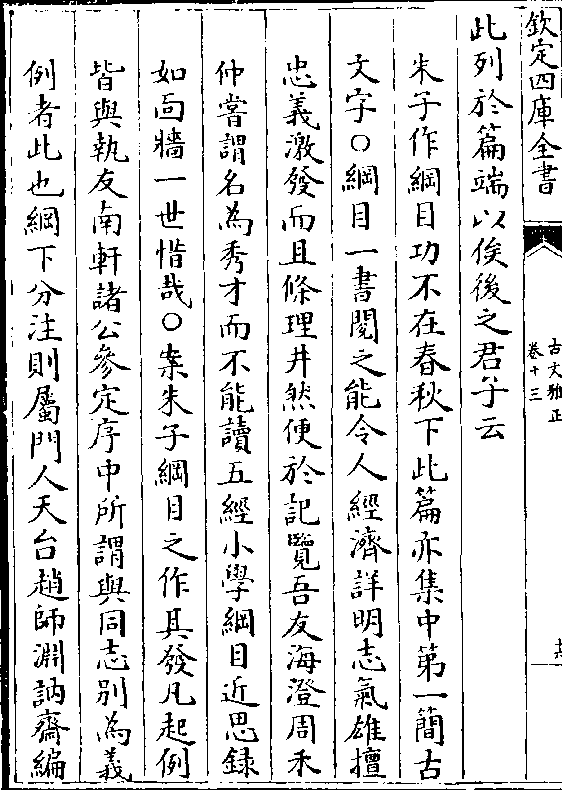 欽定四庫全書
古文雅正
卷十三
此列於篇端以俟後之君子云
朱子作綱目功不在春秋下此篇亦集中第一簡古
文字○綱目一書閱之能令人經濟詳明志氣雄擅
忠義激發而且條理井然便於記覽吾友海澄周禾
仲嘗謂名為秀才而不能讀五經小學綱目近思録
如靣牆一世惜哉○案朱子綱目之作其發凡起例
皆與執友南軒諸公參定序中所謂與同志别為義
例者此也綱下分注則屬門人天台趙師淵訥齋編